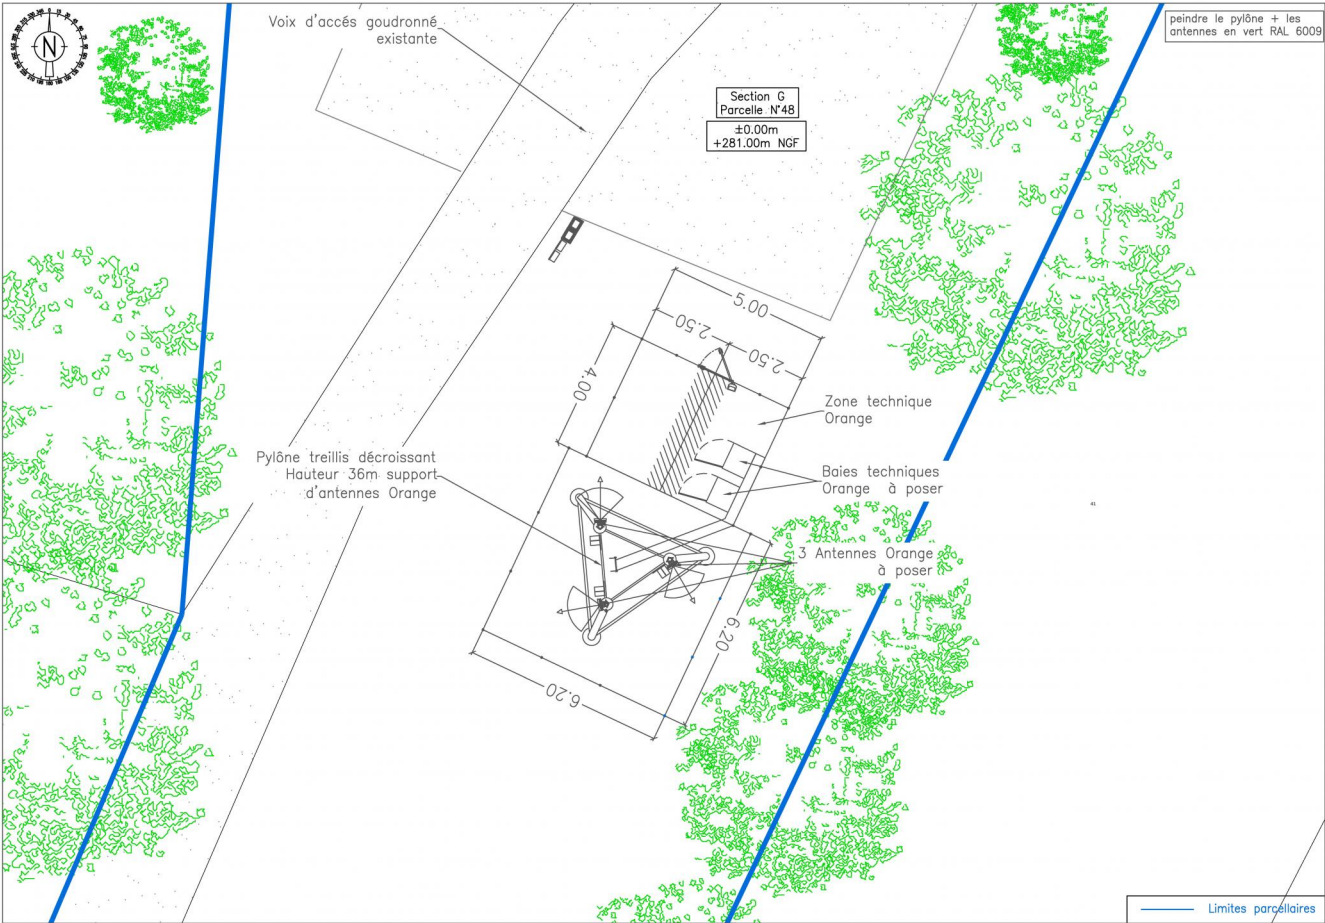 N
Voix d'accés goudronné
existante
peindre le pylône + les
antennes en vert RAL 6009
Section G
Parcelle N°48
±0.00m
+281.00m NGF
5.00
2.50
2.50
4.00
Zone technique
Orange
Pylône treillis décroissant
Hauteur 36m support
d'antennes Orange
Baies techniques
Orange à poser
41
3 Antennes Orange
à poser
6.20
6.20
Limites parcellaires